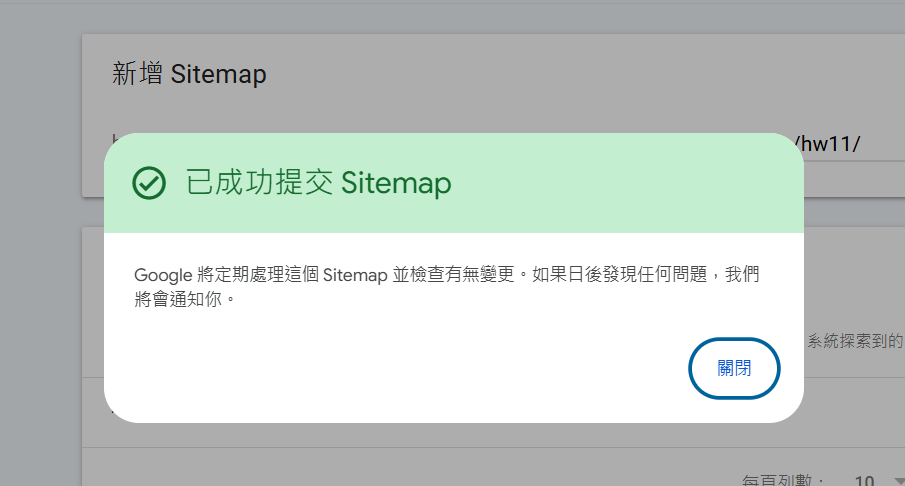 新增 Sitemap
/hw11/
已成功提交 Sitemap
Google 將定期處理這個 Sitemap 並檢查有無變更。如果日後發現任何問題，我們
將會通知你。
系統探索到的
關閉
每頁列數： 10